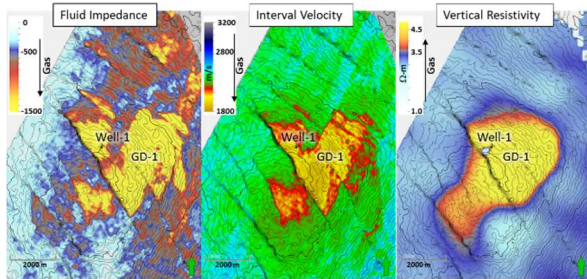 Fluid Impedance
0
-500
Gas
-1500
Well-1
GD-1
2000 m
Interval Velocity
3200
2800
m/s
Gas
1800
Well-1
GD-1
2000 m
Vertical Resistivity
4.5
3.5
Ω-m
Gas
1.0
Well-1
GD-1
2000 m